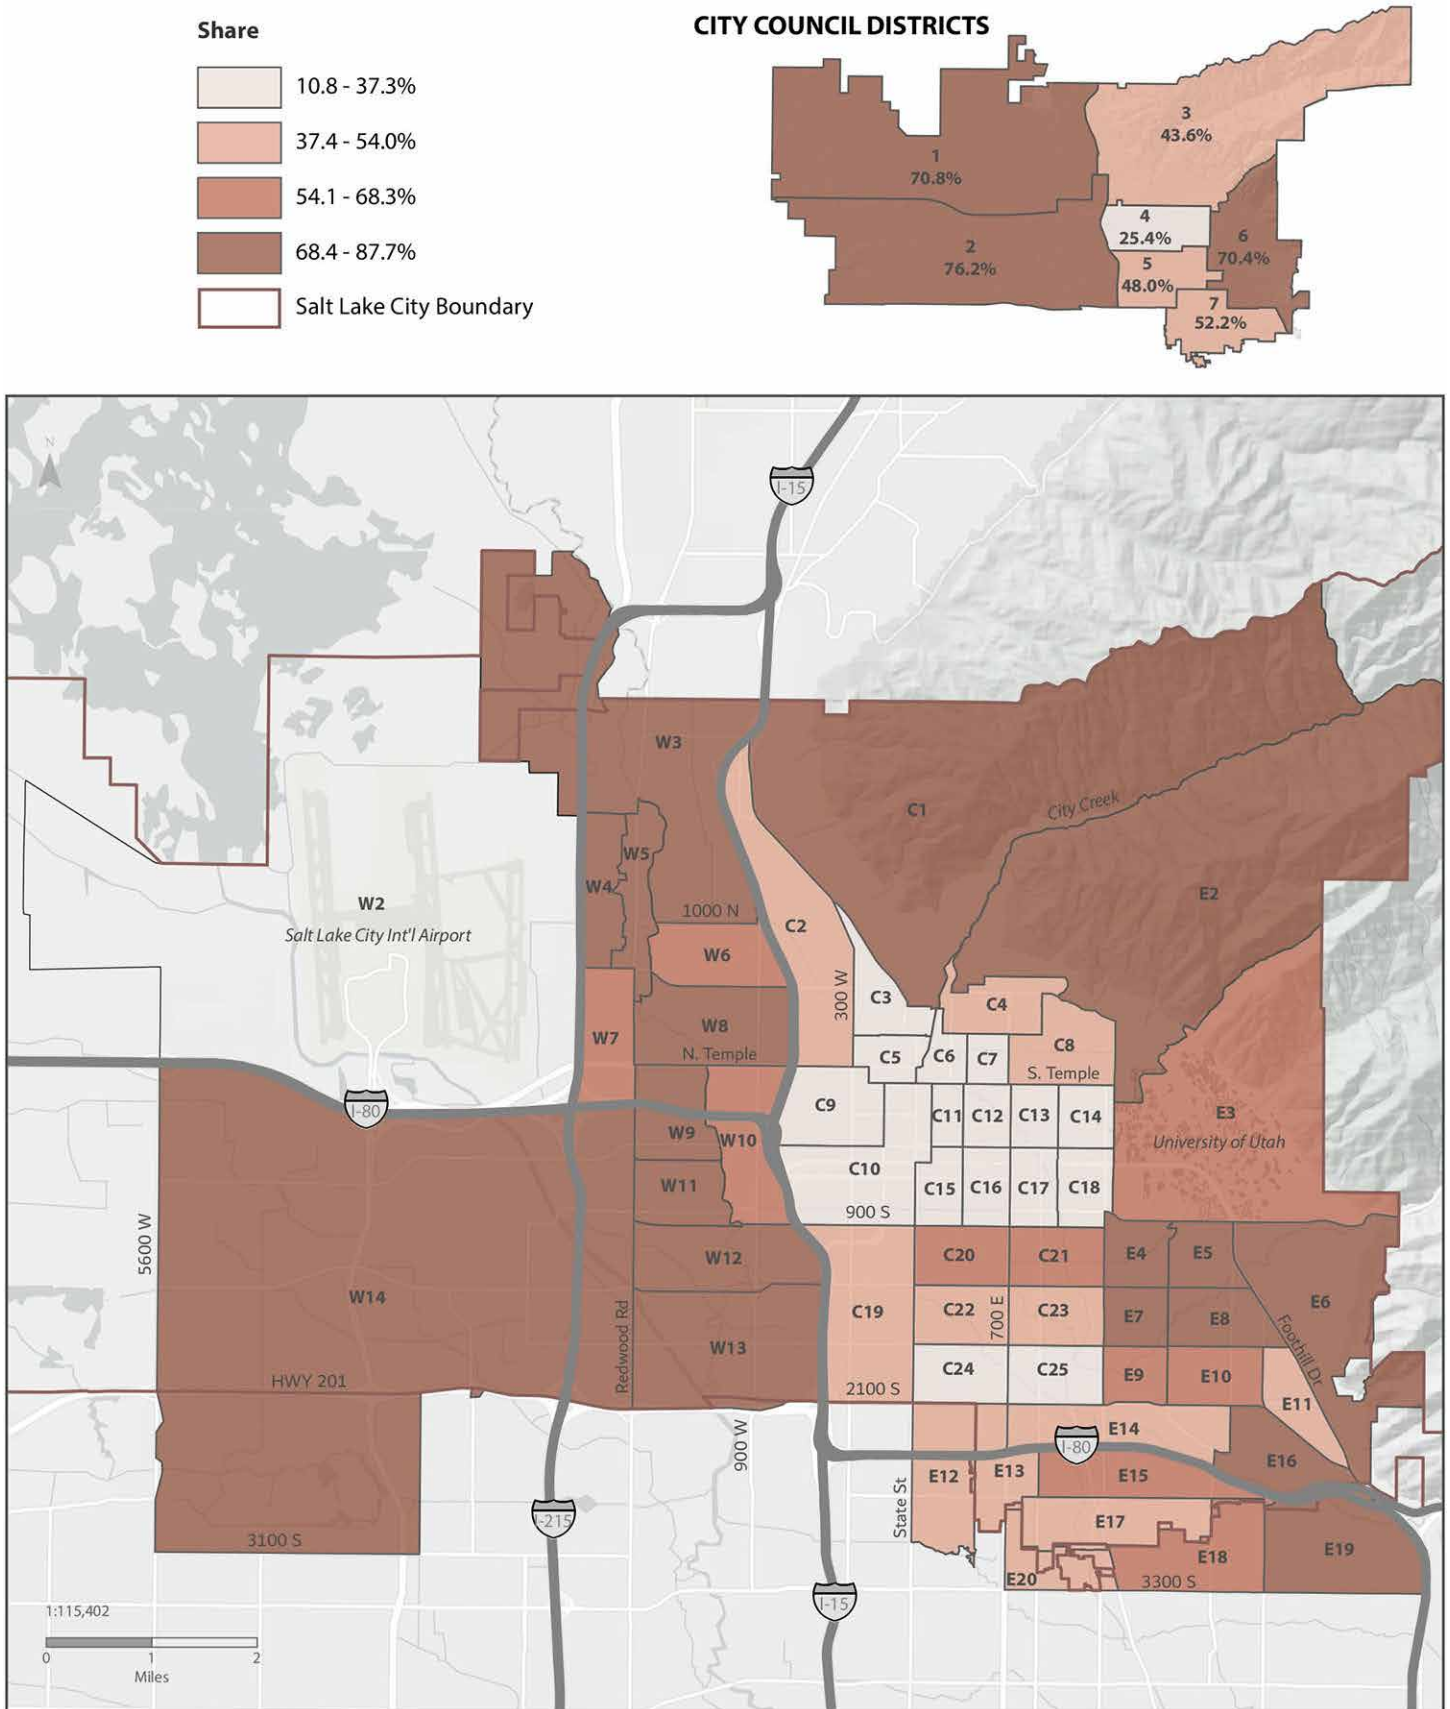 Share
10.8 - 37.3%
37.4 - 54.0%
54.1 - 68.3%
68.4 - 87.7%
Salt Lake City Boundary
CITY COUNCIL DISTRICTS
3
43.6%
1
70.8%
4
25.4%
6
70.4%
2
76.2%
5
48.0%
7
52.2%
N
I-15
W3
C1
City Creek
W5
W4
E2
W2
Salt Lake City Int'l Airport
1000 N
C2
W6
300 W
C3
C4
W7
W8
N. Temple
C5
C6
C7
C8
S. Temple
I-80
C9
C11
C12
C13
C14
E3
University of Utah
W9
W10
C10
W11
C15
C16
C17
C18
900 S
5600 W
W12
C20
C21
E4
E5
W14
C19
C22
700 E
C23
E7
E8
E6
Foothill Dr
Redwood Rd
W13
HWY 201
2100 S
C24
C25
E9
E10
E11
900 W
E14
I-80
State St
E12
E13
E15
E16
I-215
E17
3100 S
E18
E19
E20
3300 S
I-15
1:115,402
0
1
2
Miles